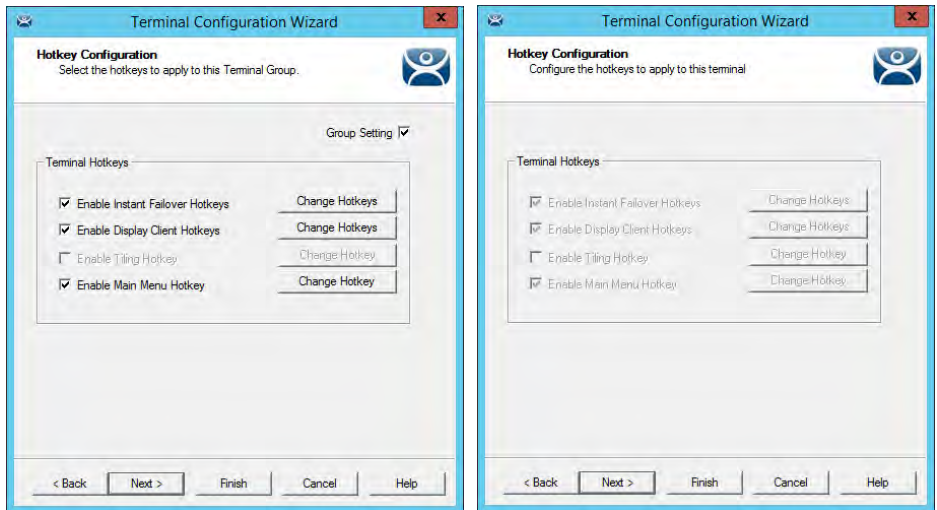 Terminal Configuration Wizard
x
Hotkey Configuration
Select the hotkeys to apply to this Terminal Group.
Group Setting
Terminal Hotkeys
Enable Instant Failover Hotkeys
Change Hotkeys
Enable Display Client Hotkeys
Change Hotkeys
Enable Tiling Hotkey
Change Hotkey
Enable Main Menu Hotkey
Change Hotkey
< Back
Next >
Finish
Cancel
Help
Terminal Configuration Wizard
x
Hotkey Configuration
Configure the hotkeys to apply to this terminal
Terminal Hotkeys
Enable Instant Failover Hotkeys
Change Hotkeys
Enable Display Client Hotkeys
Change Hotkeys
Enable Tiling Hotkey
Change Hotkey
Enable Main Menu Hotkey
Change Hotkey
< Back
Next >
Finish
Cancel
Help